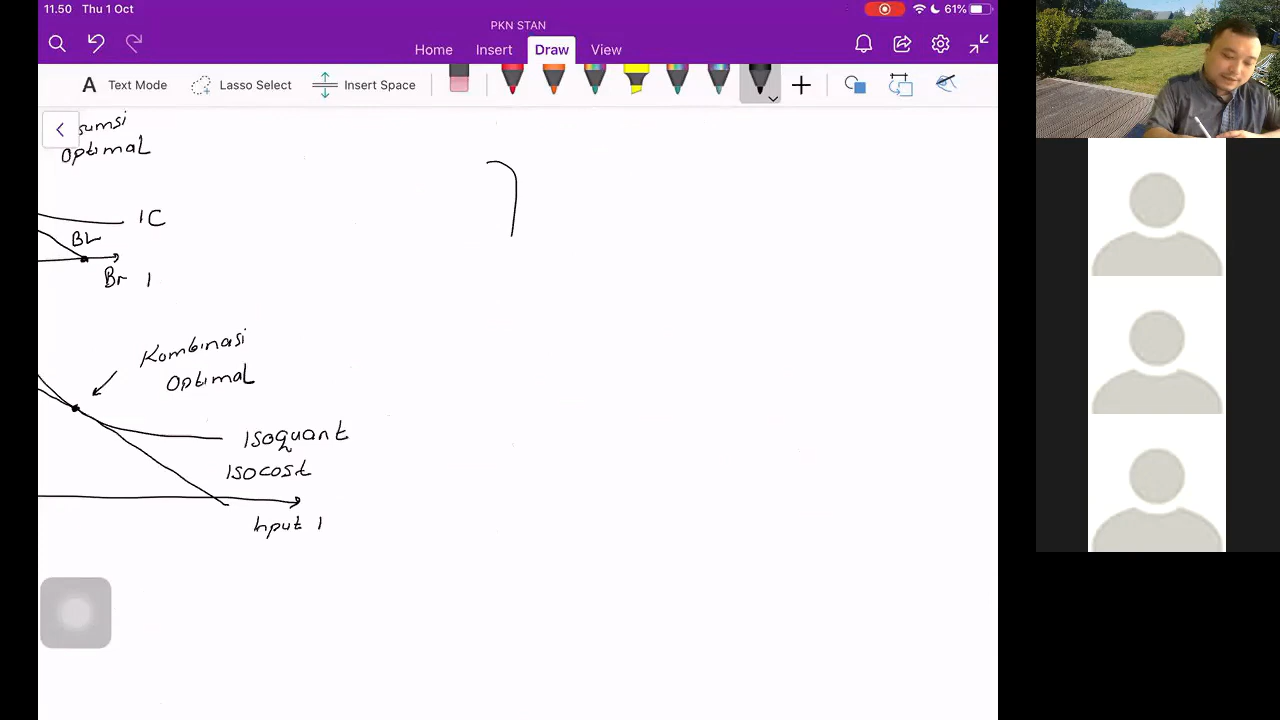 11.50 Thu 1 Oct
61%
PKN STAN
Home Insert Draw View
A Text Mode Lasso Select Insert Space
sumsi
optimal
IC
BL
Br 1
Kombinasi
optimal
Isoquant
Isocost
Input 1